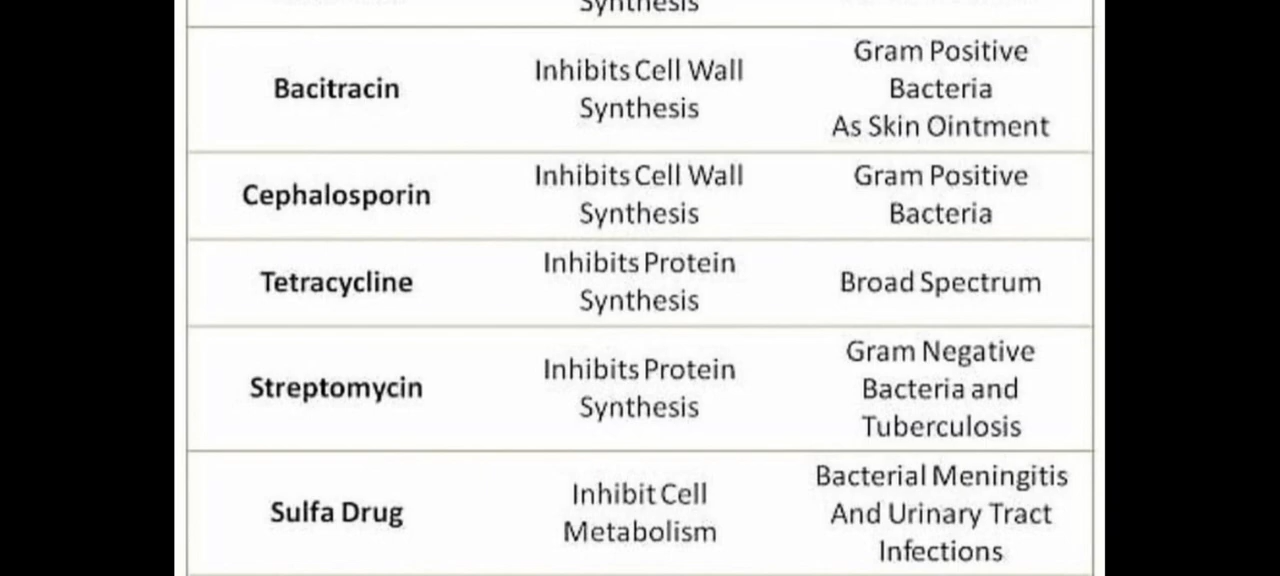 Synthesis
Bacitracin
Inhibits Cell Wall
Synthesis
Gram Positive
Bacteria
As Skin Ointment
Cephalosporin
Inhibits Cell Wall
Synthesis
Gram Positive
Bacteria
Tetracycline
Inhibits Protein
Synthesis
Broad Spectrum
Streptomycin
Inhibits Protein
Synthesis
Gram Negative
Bacteria and
Tuberculosis
Sulfa Drug
Inhibit Cell
Metabolism
Bacterial Meningitis
And Urinary Tract
Infections